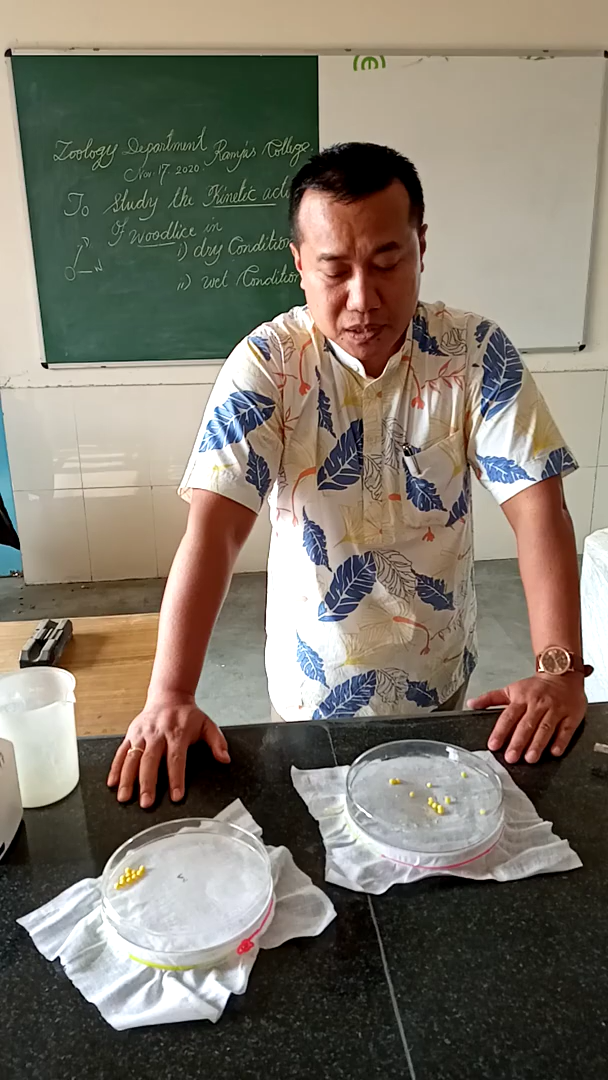 Zoology Department Ramjas College.
Nov. 17. 2020
To Study the Kinetic act
of woodlice in
i) dry Condition
ii) wet Condition